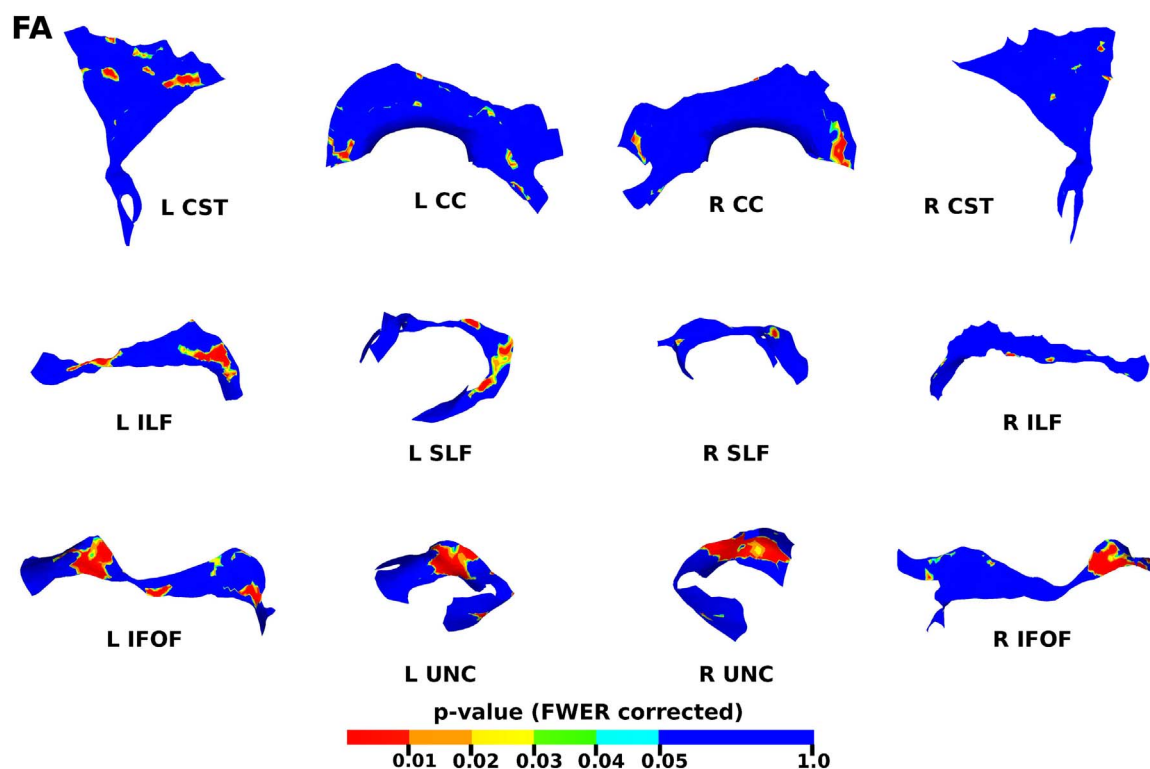 FA
L CST
L CC
R CC
R CST
L ILF
L SLF
R SLF
R ILF
L IFOF
L UNC
R UNC
R IFOF
p-value (FWER corrected)
0.01 0.02 0.03 0.04 0.05 1.0